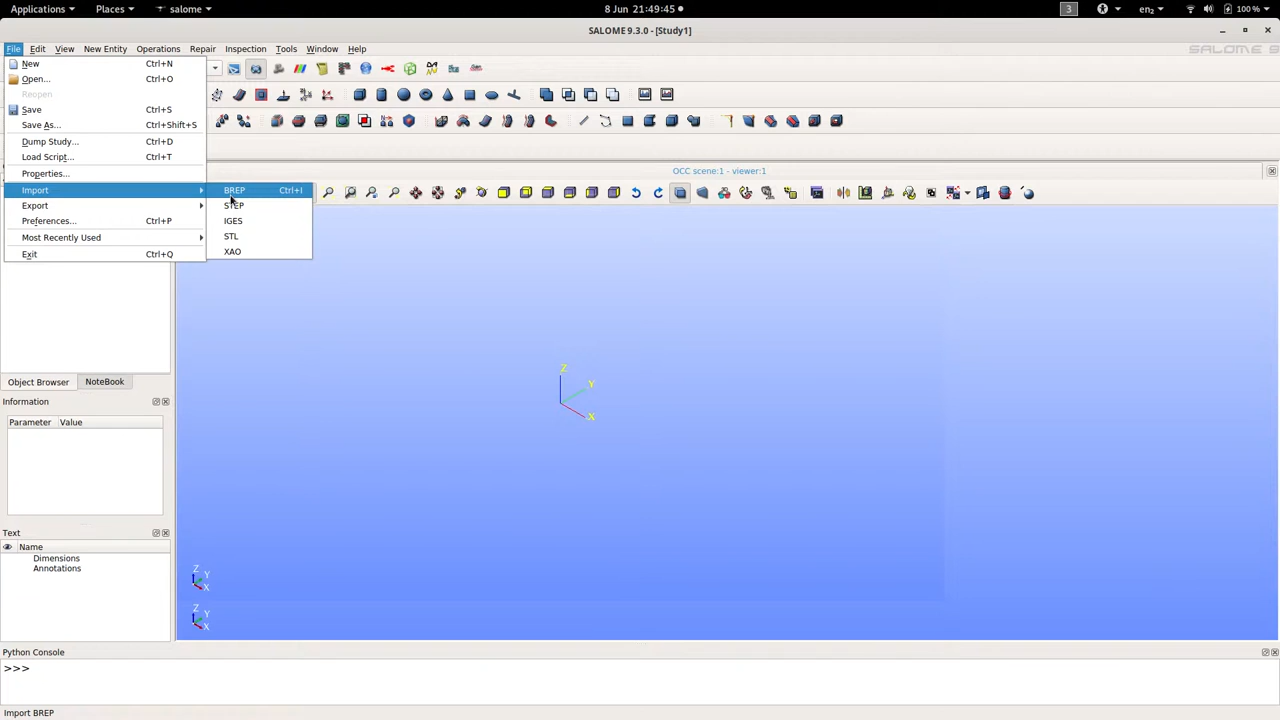 Applications Places salome 8 Jun 21:49:45 3 en2 100 %
SALOME 9.3.0 - [Study1]
File Edit View New Entity Operations Repair Inspection Tools Window Help
New Ctrl+N
Open... Ctrl+O
Reopen
Save Ctrl+S
Save As... Ctrl+Shift+S
Dump Study... Ctrl+D
Load Script... Ctrl+T
Properties...
Import
Export
Preferences... Ctrl+P
Most Recently Used
Exit Ctrl+Q
BREP Ctrl+I
STEP
IGES
STL
XAO
OCC scene:1 - viewer:1
Z
Y
X
Object Browser NoteBook
Information
Parameter Value
Text
Name
Dimensions
Annotations
Z
Y
X
Z
Y
X
Python Console
>>>
Import BREP